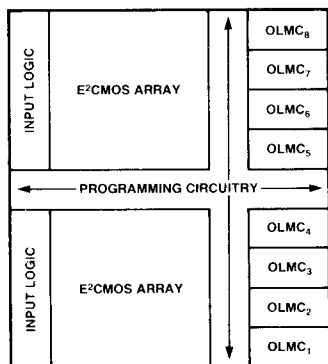 INPUT LOGIC
E²CMOS ARRAY
OLMC₈
OLMC₇
OLMC₆
OLMC₅
PROGRAMMING CIRCUITRY
INPUT LOGIC
E²CMOS ARRAY
OLMC₄
OLMC₃
OLMC₂
OLMC₁